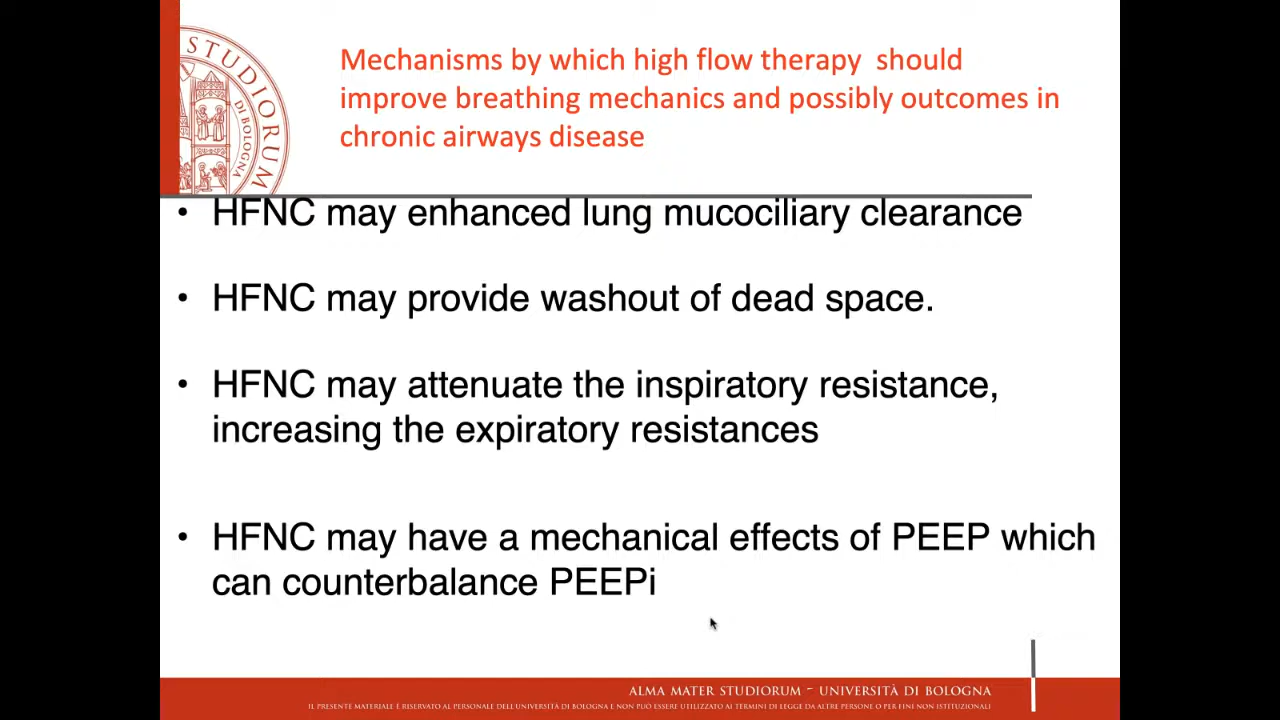 STUDIORUM
DI BOLOGNA
Mechanisms by which high flow therapy should
improve breathing mechanics and possibly outcomes in
chronic airways disease
• HFNC may enhanced lung mucociliary clearance
• HFNC may provide washout of dead space.
• HFNC may attenuate the inspiratory resistance,
increasing the expiratory resistances
• HFNC may have a mechanical effects of PEEP which
can counterbalance PEEPi
ALMA MATER STUDIORUM - UNIVERSITÀ DI BOLOGNA
IL PRESENTE MATERIALE È RISERVATO AL PERSONALE DELL'UNIVERSITÀ DI BOLOGNA E NON PUÒ ESSERE UTILIZZATO AI TERMINI DI LEGGE DA ALTRE PERSONE O PER FINI NON ISTITUZIONALI